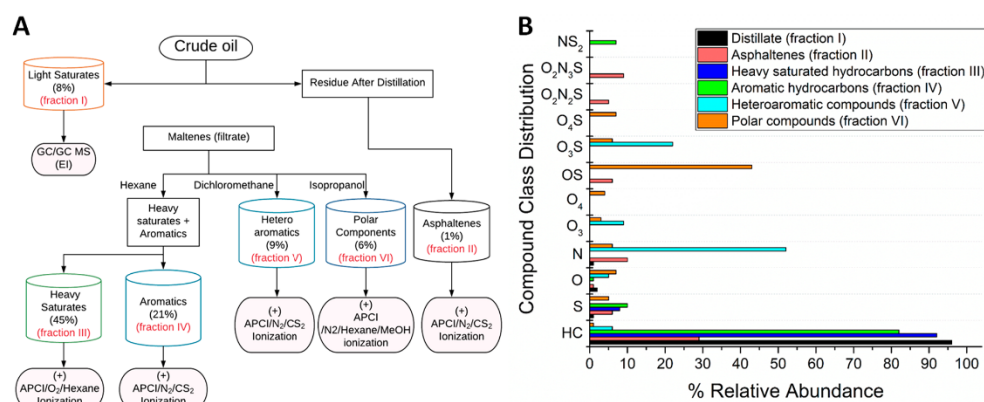 A
Crude oil
Light Saturates
(8%)
(fraction I)
Residue After Distillation
GC/GC MS
(EI)
Maltenes (filtrate)
Hexane
Dichloromethane
Isopropanol
Heavy
saturates +
Aromatics
Hetero
aromatics
(9%)
(fraction V)
Polar
Components
(6%)
(fraction VI)
Asphaltenes
(1%)
(fraction II)
Heavy
Saturates
(45%)
(fraction III)
Aromatics
(21%)
(fraction IV)
(+)
APCI/N₂/CS₂
Ionization
(+)
APCI
/N2/Hexane/MeOH
ionization
(+)
APCI/N₂/CS₂
Ionization
(+)
APCI/O₂/Hexane
Ionization
(+)
APCI/N₂/CS₂
Ionization
B
Compound Class Distribution
NS₂
O₂N₃S
O₂N₂S
O₄S
O₃S
OS
O₄
O₃
N
O
S
HC
Distillate (fraction I)
Asphaltenes (fraction II)
Heavy saturated hydrocarbons (fraction III)
Aromatic hydrocarbons (fraction IV)
Heteroaromatic compounds (fraction V)
Polar compounds (fraction VI)
0 10 20 30 40 50 60 70 80 90 100
% Relative Abundance